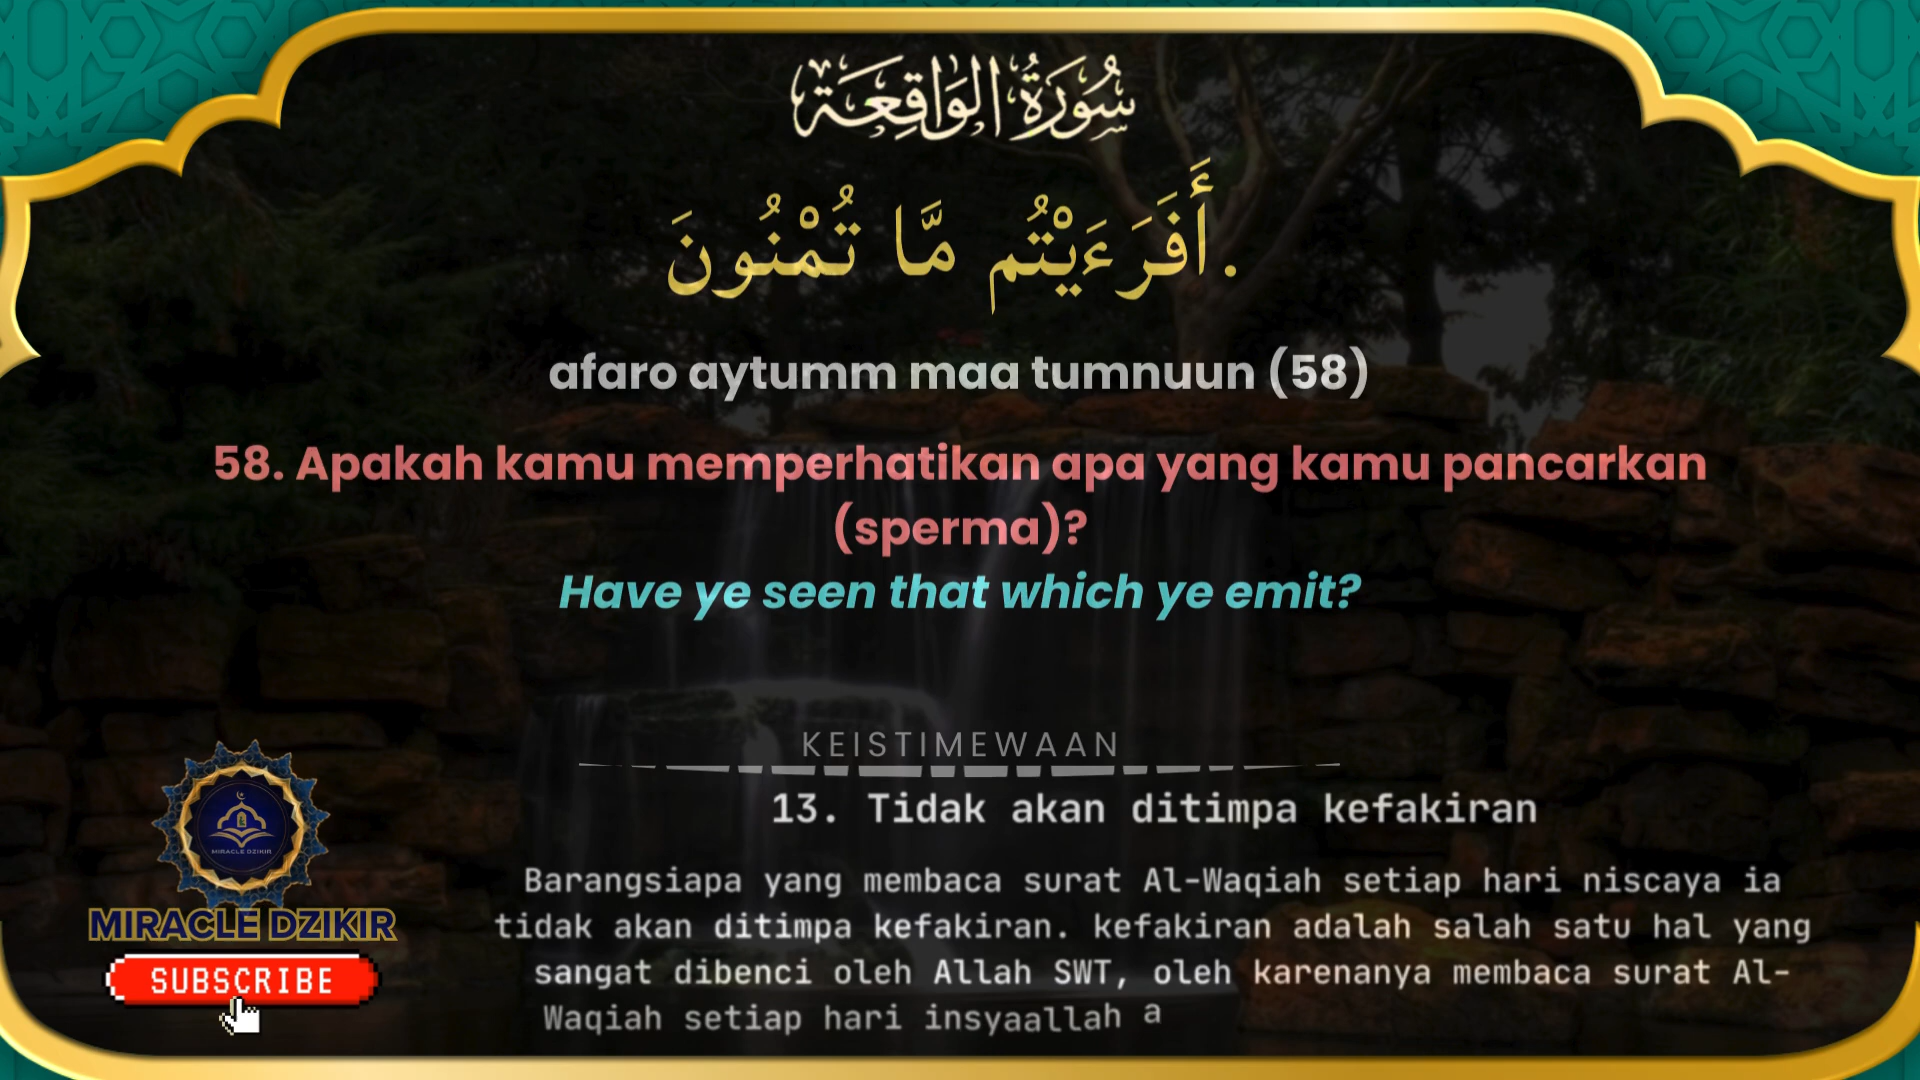 سُورَةُ الوَاقِعَة
أَفَرَءَيْتُم مَّا تُمْنُونَ.
afaro aytumm maa tumnuun (58)
58. Apakah kamu memperhatikan apa yang kamu pancarkan
(sperma)?
Have ye seen that which ye emit?
KEISTIMEWAAN
13. Tidak akan ditimpa kefakiran
Barangsiapa yang membaca surat Al-Waqiah setiap hari niscaya ia
tidak akan ditimpa kefakiran. kefakiran adalah salah satu hal yang
sangat dibenci oleh Allah SWT, oleh karenanya membaca surat Al-
Waqiah setiap hari insyaallah a
MIRACLE DZIKIR
MIRACLE DZIKIR
SUBSCRIBE